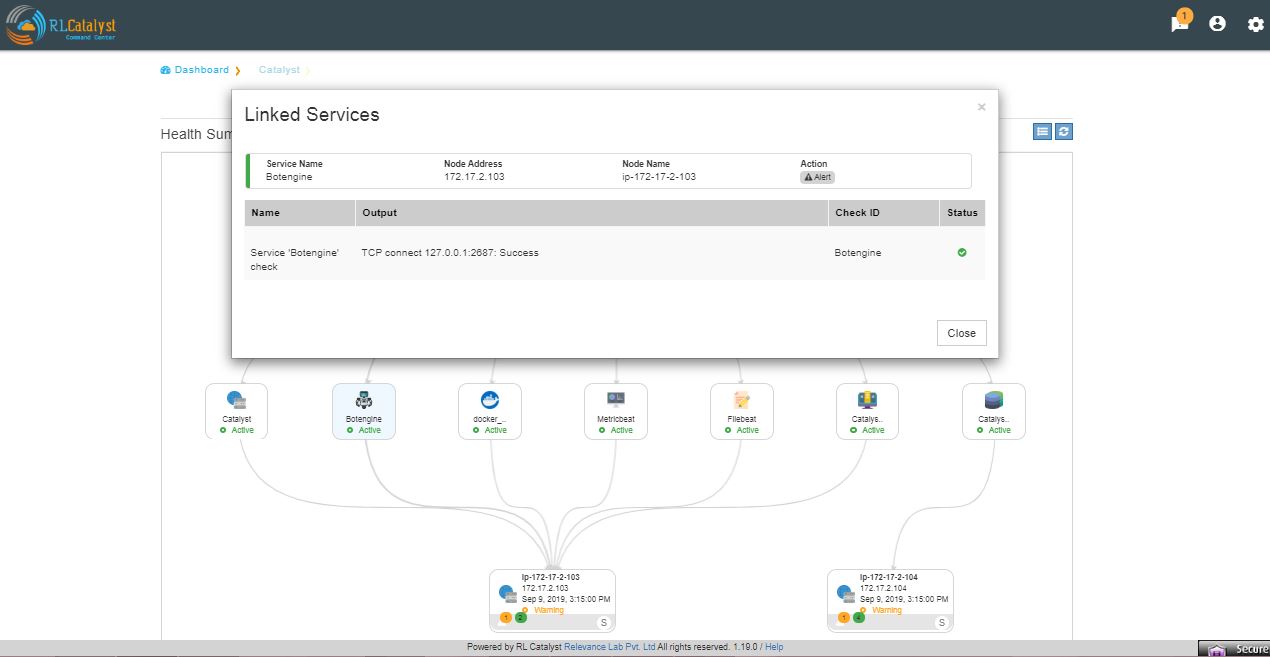 RLCatalyst
Command Center
1
Dashboard
Catalyst
Linked Services
×
Health Sum
Service Name
Node Address
Node Name
Action
Botengine
172.17.2.103
ip-172-17-2-103
Alert
Name
Output
Check ID
Status
Service 'Botengine'
check
TCP connect 127.0.0.1:2687: Success
Botengine
Close
Catalyst
Active
Botengine
Active
docker_...
Active
Metricbeat
Active
Filebeat
Active
Catalys..
Active
Catalys..
Active
ip-172-17-2-103
172.17.2.103
Sep 9, 2019, 3:15:00 PM
Warning
1
2
S
ip-172-17-2-104
172.17.2.104
Sep 9, 2019, 3:15:00 PM
Warning
1
4
S
Powered by RL Catalyst Relevance Lab Pvt. Ltd All rights reserved. 1.19.0 / Help
Secure